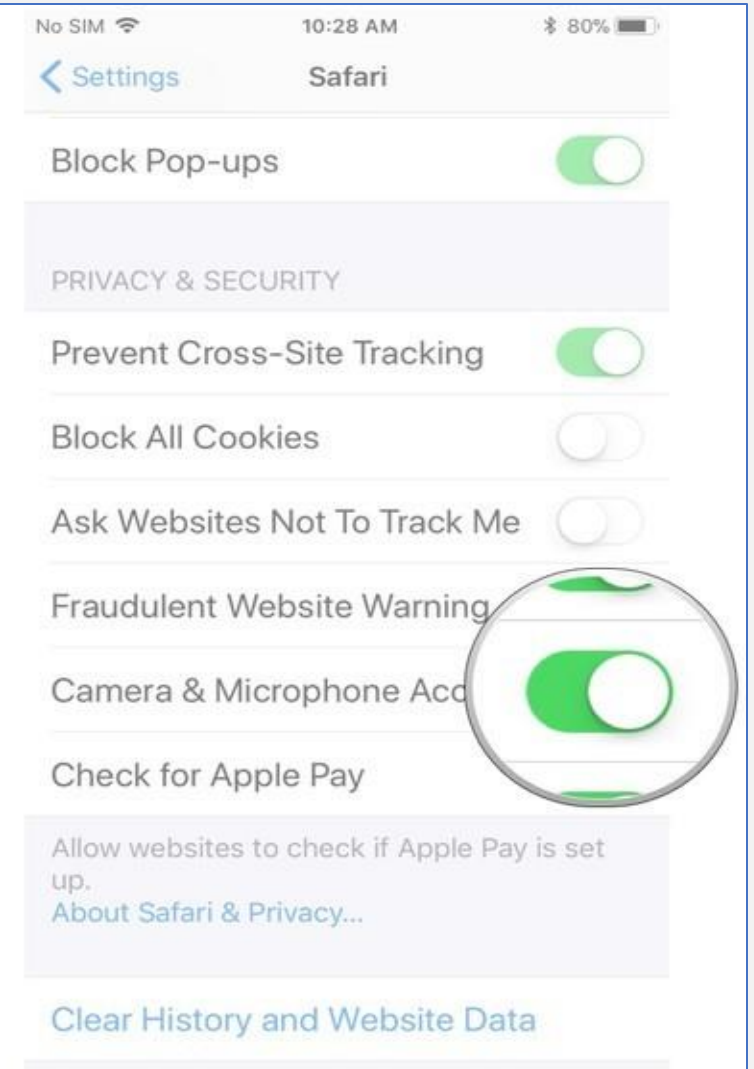 No SIM 10:28 AM 80%
Settings Safari
Block Pop-ups
PRIVACY & SECURITY
Prevent Cross-Site Tracking
Block All Cookies
Ask Websites Not To Track Me
Fraudulent Website Warning
Camera & Microphone Acc
Check for Apple Pay
Allow websites to check if Apple Pay is set
up.
About Safari & Privacy...
Clear History and Website Data